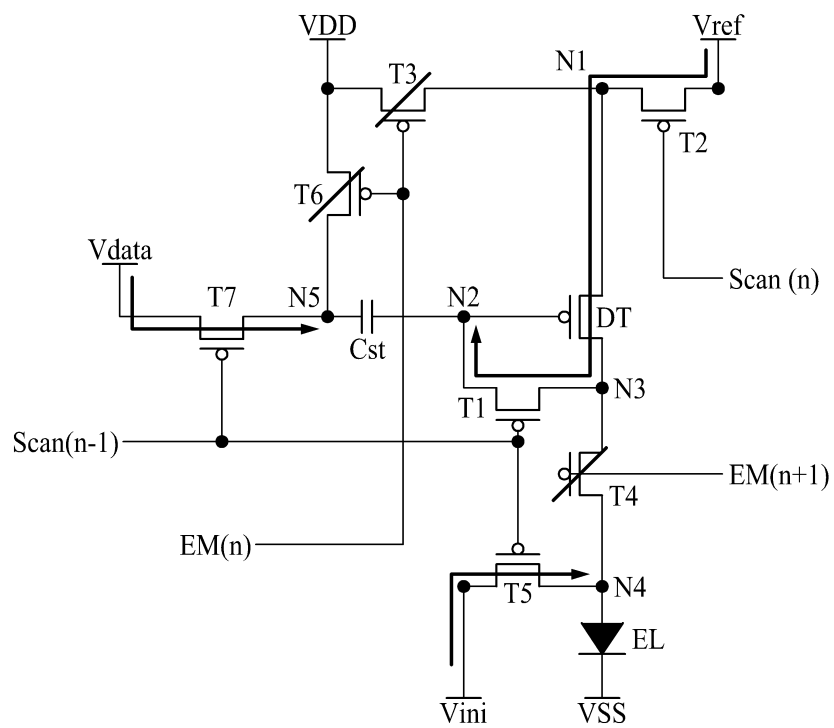 VDD
Vref
T3
N1
T2
T6
Vdata
Scan (n)
T7
N5
N2
DT
Cst
T1
N3
Scan(n-1)
EM(n+1)
T4
EM(n)
T5
N4
EL
Vini
VSS